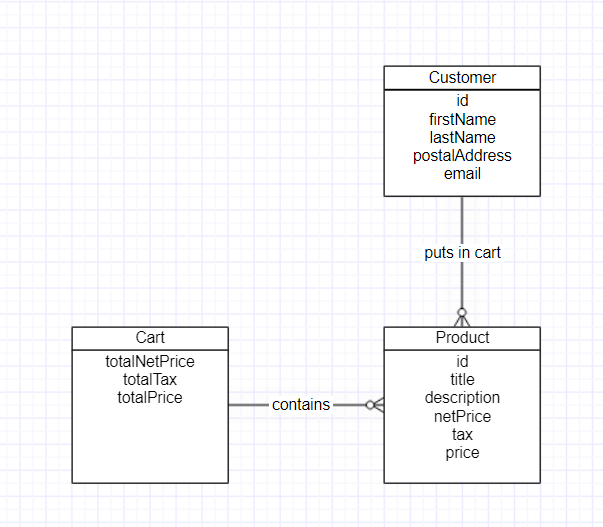 Customer
id
firstName
lastName
postalAddress
email
puts in cart
Cart
totalNetPrice
totalTax
totalPrice
contains
Product
id
title
description
netPrice
tax
price